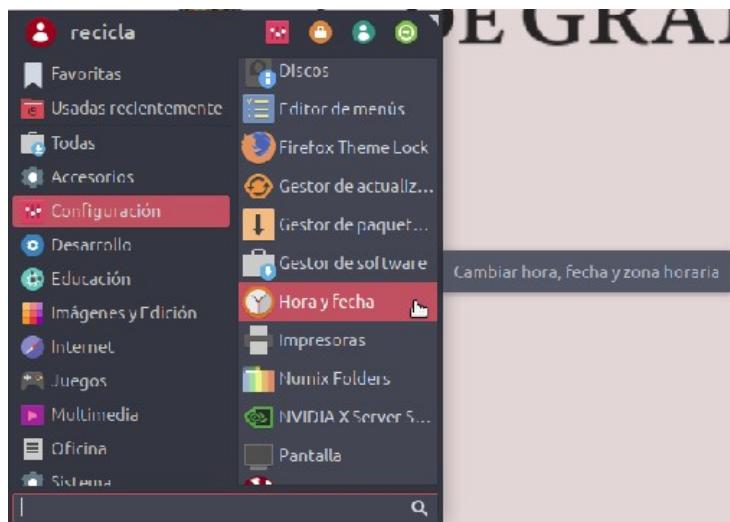 DE GRA
recicla
Favoritas
Usadas recientemente
Todas
Accesorios
Configuración
Desarrollo
Educación
Imágenes y Edición
Internet
Juegos
Multimedia
Oficina
Sistema
Discos
Editor de menús
Firefox Theme Lock
Gestor de actualiz...
Gestor de paquet...
Gestor de software
Hora y fecha
Impresoras
Numix Folders
NVIDIA X Server S...
Pantalla
Cambiar hora, fecha y zona horaria